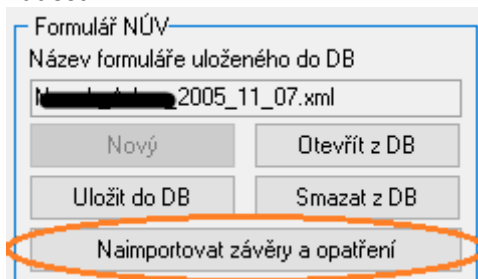 Formulář NÚV
Název formuláře uloženého do DB
2005_11_07.xml
Nový Otevřít z DB
Uložit do DB Smazat z DB
Naimportovat závěry a opatření